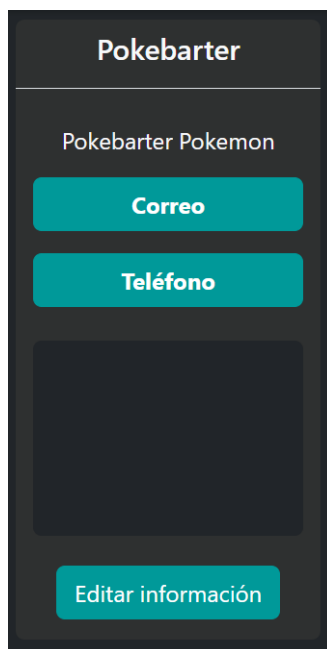 Pokebarter
Pokebarter Pokemon
Correo
Teléfono
Editar información